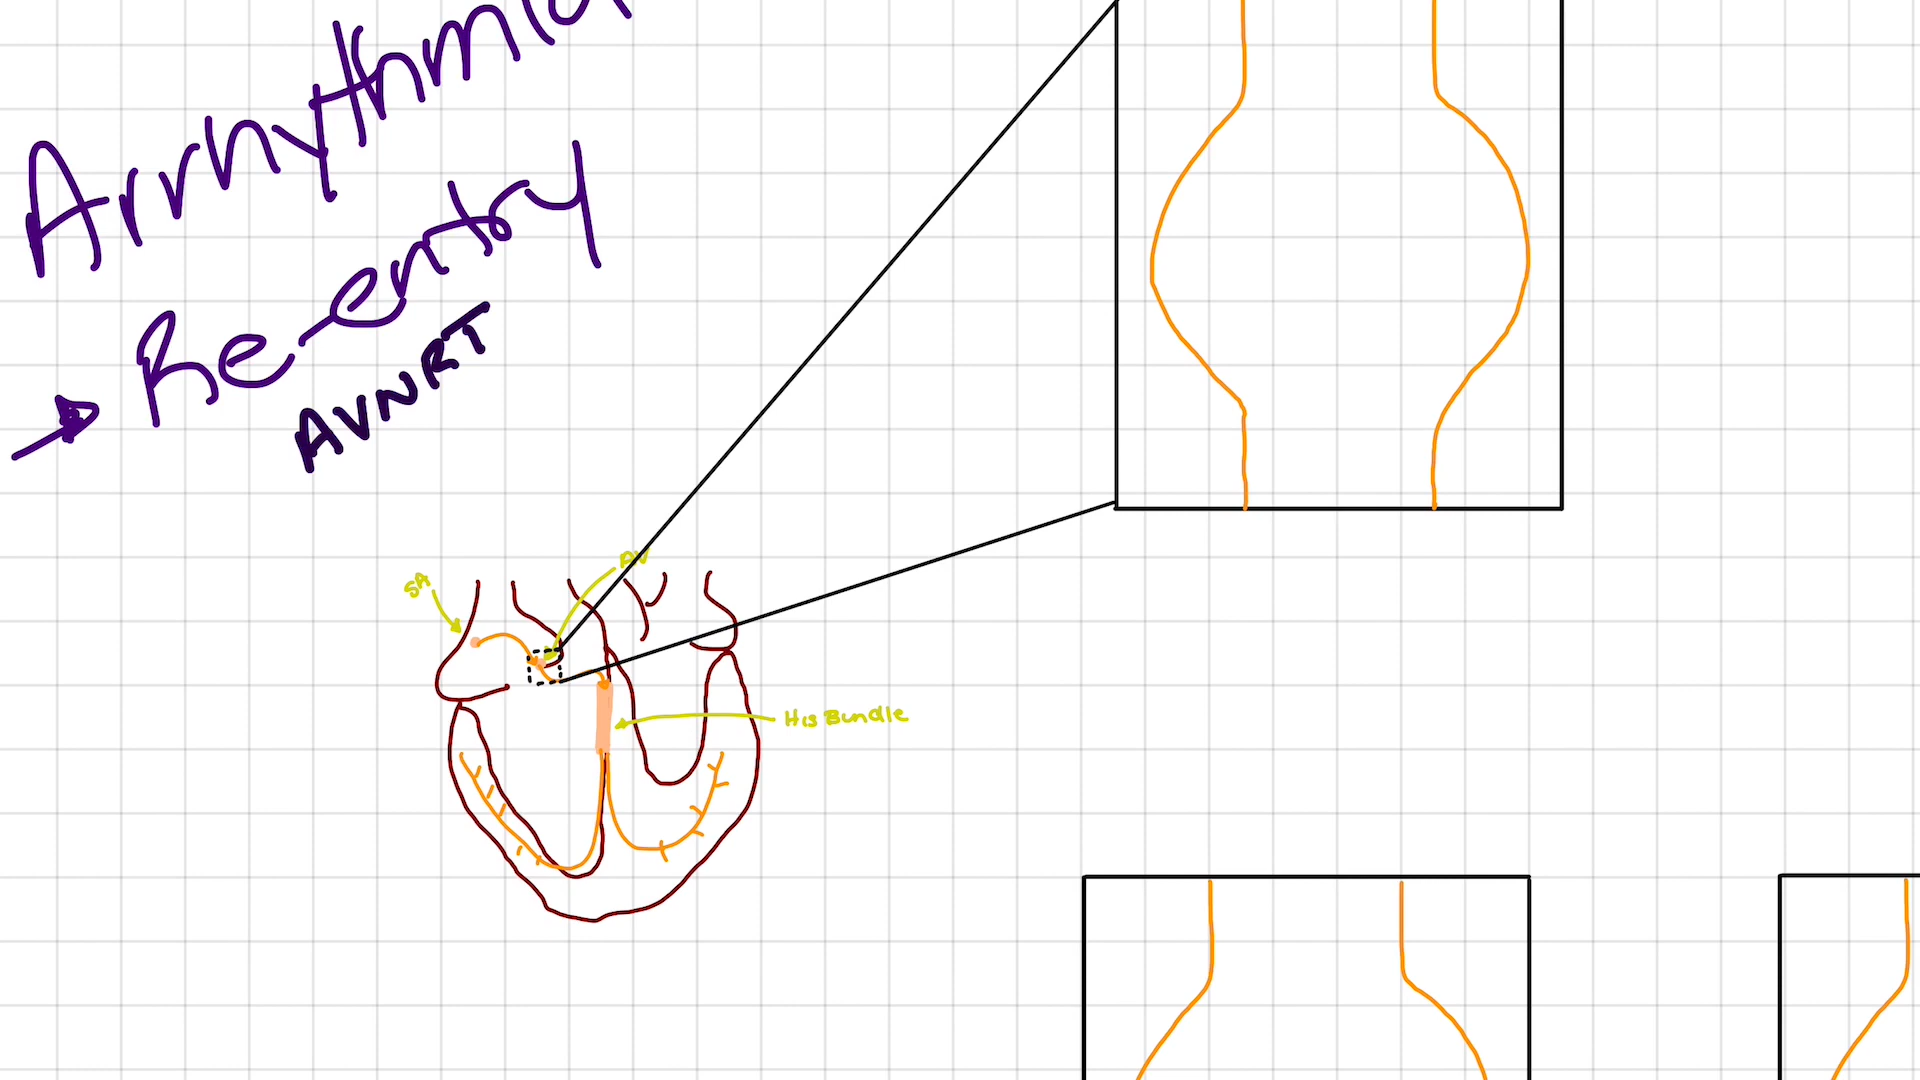 Arrhythmia
→ Re-entry
AVNRT
SA
AV
His Bundle